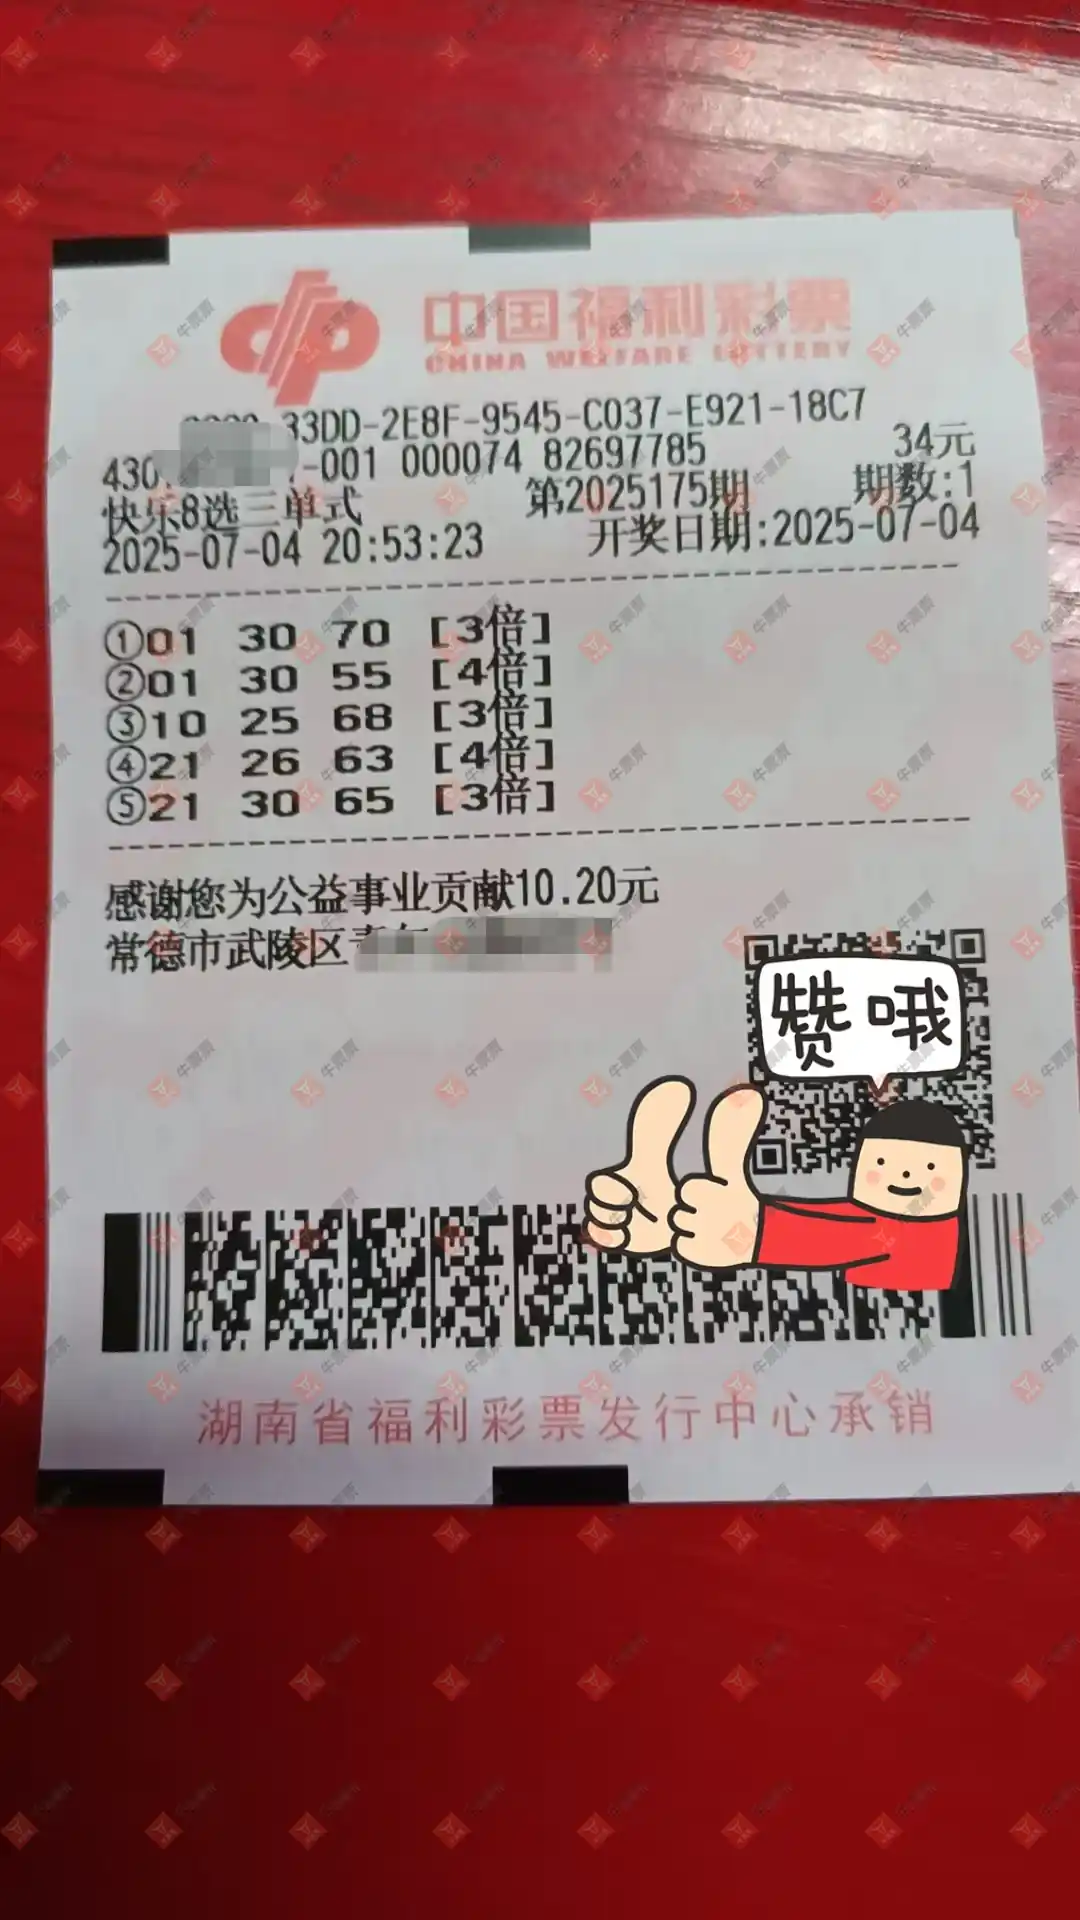 中国福利彩票
CHINA WELFARE LOTTERY
33DD-2E8F-9545-C037-E921-18C7
430 -001 000074 82697785 34元
快乐8选三单式 第2025175期 期数:1
2025-07-04 20:53:23 开奖日期:2025-07-04
①01 30 70 [3倍]
②01 30 55 [4倍]
③10 25 68 [3倍]
④21 26 63 [4倍]
⑤21 30 65 [3倍]
感谢您为公益事业贡献10.20元
常德市武陵区
赞哦
湖南省福利彩票发行中心承销
牛票票